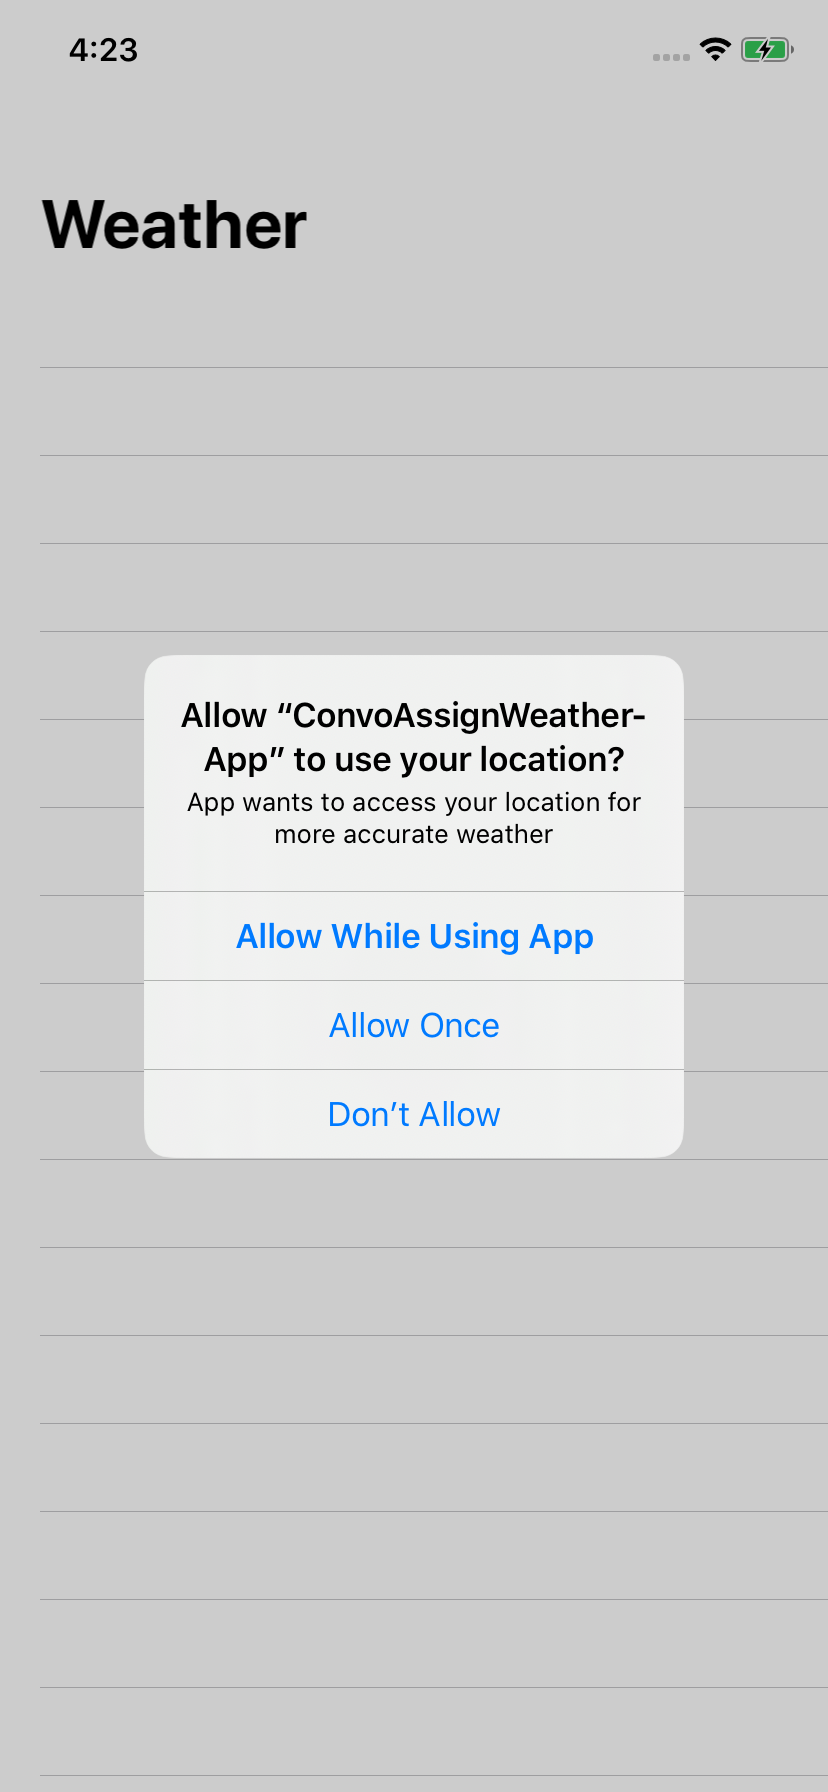 4:23
Weather
Allow “ConvoAssignWeather-
App” to use your location?
App wants to access your location for
more accurate weather
Allow While Using App
Allow Once
Don’t Allow